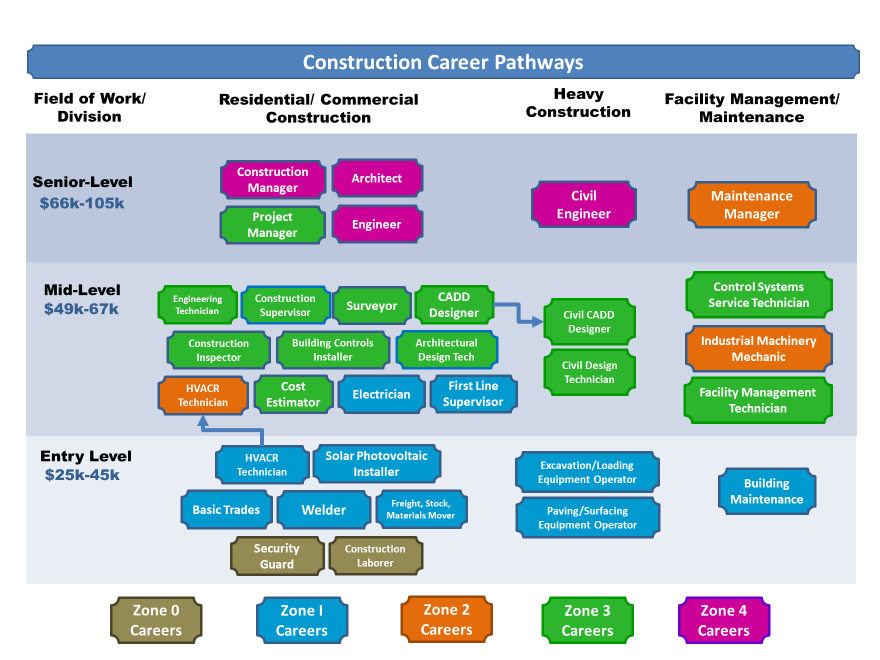 Construction Career Pathways
Field of Work/
Division
Residential/ Commercial
Construction
Heavy
Construction
Facility Management/
Maintenance
Senior-Level
$66k-105k
Construction
Manager
Architect
Project
Manager
Engineer
Civil
Engineer
Maintenance
Manager
Mid-Level
$49k-67k
Engineering
Technician
Construction
Supervisor
Surveyor
CADD
Designer
Construction
Inspector
Building Controls
Installer
Architectural
Design Tech
HVACR
Technician
Cost
Estimator
Electrician
First Line
Supervisor
Civil CADD
Designer
Civil Design
Technician
Control Systems
Service Technician
Industrial Machinery
Mechanic
Facility Management
Technician
Entry Level
$25k-45k
HVACR
Technician
Solar Photovoltaic
Installer
Basic Trades
Welder
Freight, Stock,
Materials Mover
Security
Guard
Construction
Laborer
Excavation/Loading
Equipment Operator
Paving/Surfacing
Equipment Operator
Building
Maintenance
Zone 0
Careers
Zone I
Careers
Zone 2
Careers
Zone 3
Careers
Zone 4
Careers